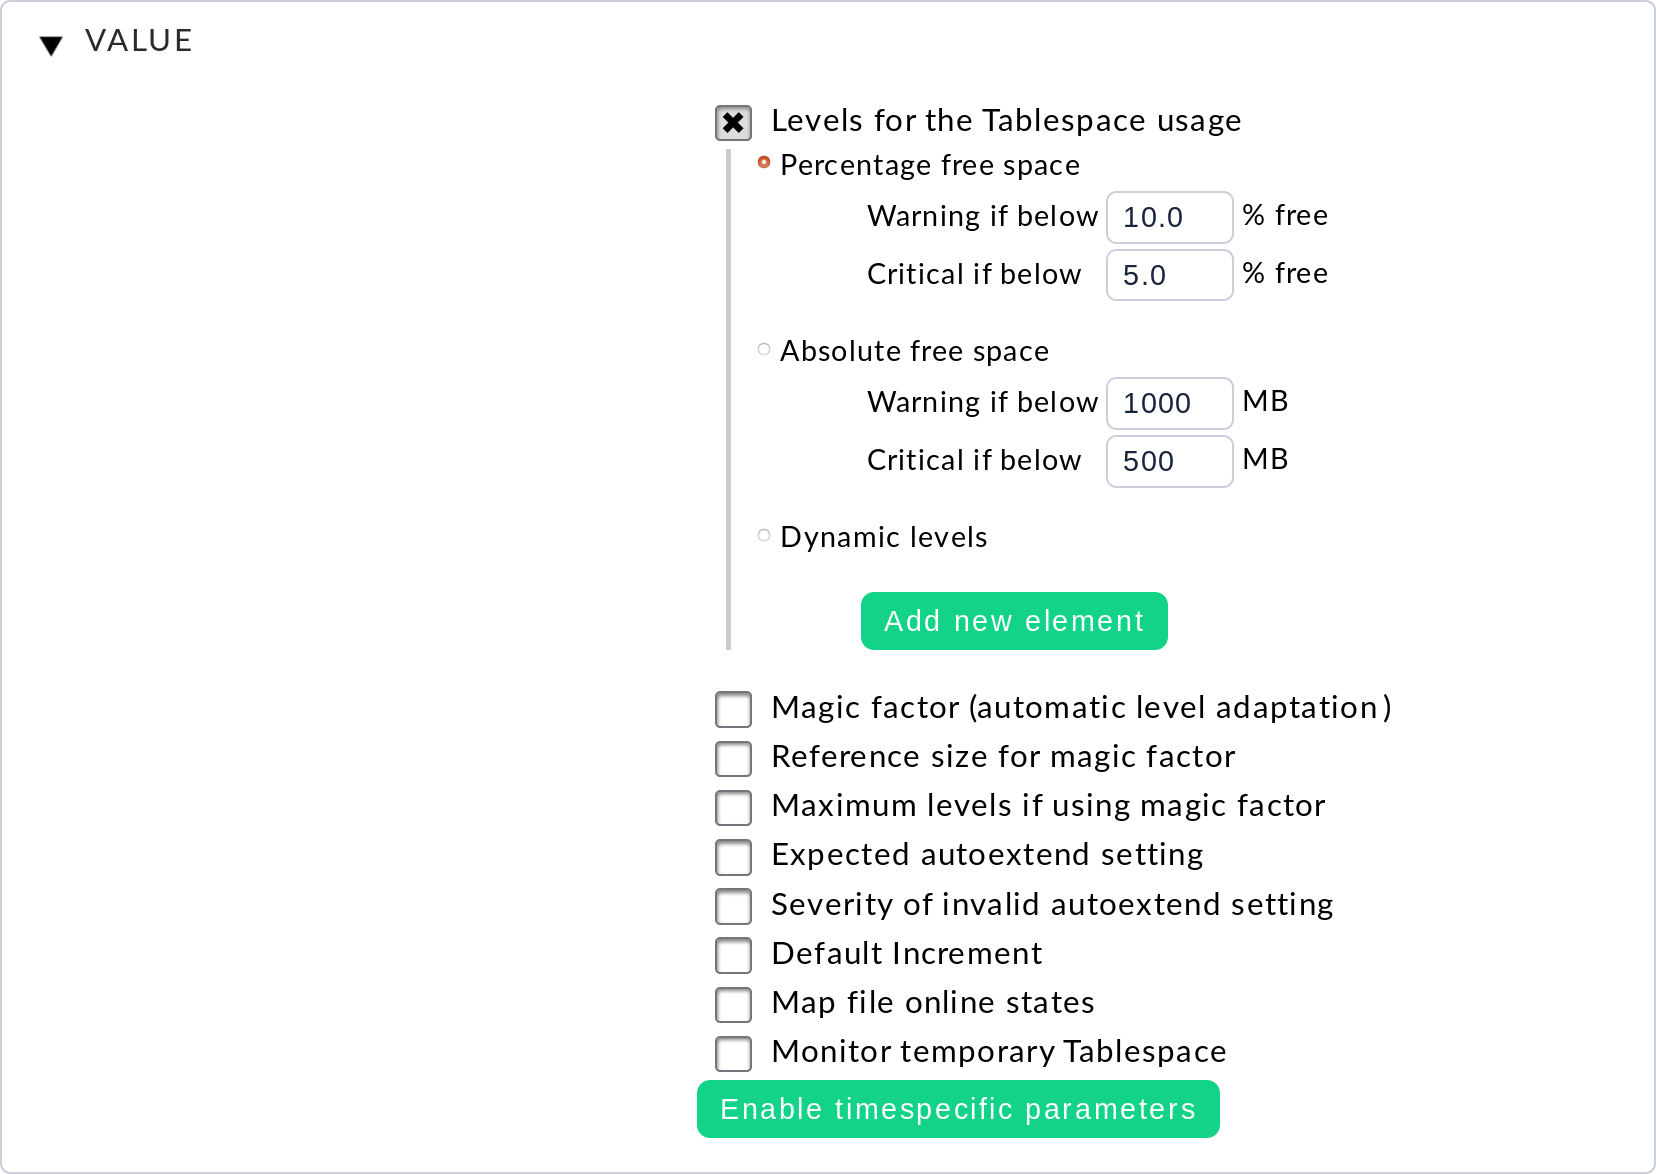 VALUE
Levels for the Tablespace usage
Percentage free space
Warning if below 10.0 % free
Critical if below 5.0 % free
Absolute free space
Warning if below 1000 MB
Critical if below 500 MB
Dynamic levels
Add new element
Magic factor (automatic level adaptation)
Reference size for magic factor
Maximum levels if using magic factor
Expected autoextend setting
Severity of invalid autoextend setting
Default Increment
Map file online states
Monitor temporary Tablespace
Enable timespecific parameters